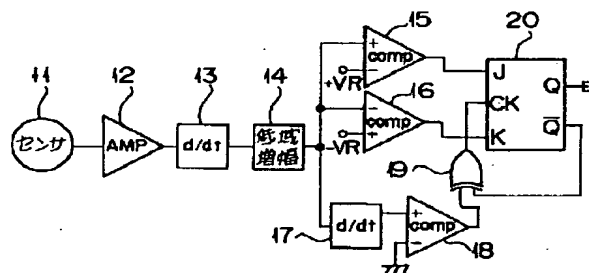 11
12
13
14
15
16
17
18
19
20
センサ
AMP
d/dt
低域
増幅
+
comp
-
+VR
-
comp
+
-VR
d/dt
+
comp
-
J
CK
K
Q
Q̅